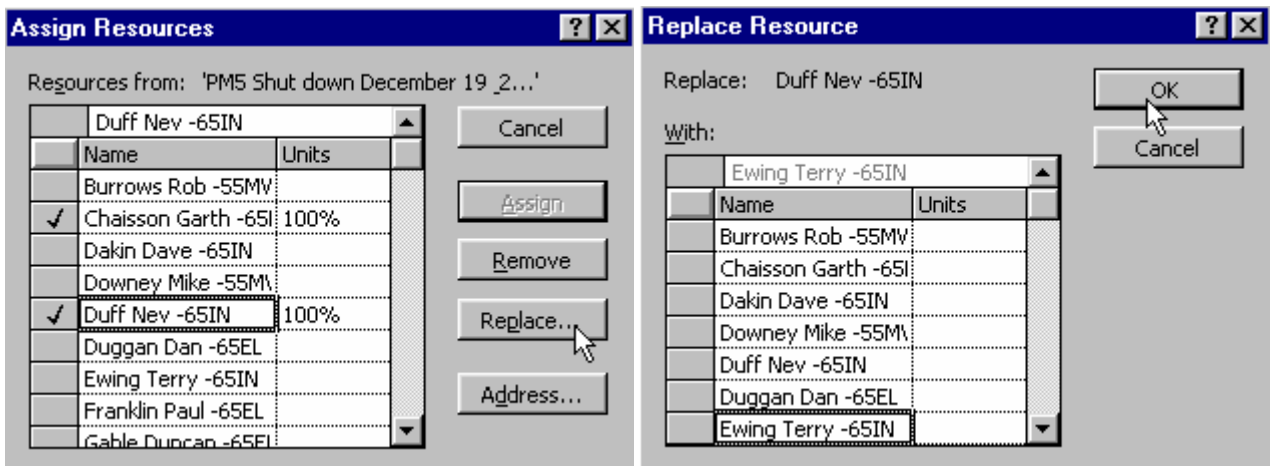 Assign Resources
Resources from: 'PM5 Shut down December 19_2...'
Duff Nev -65IN
Cancel
Name Units
Burrows Rob -55MV
Assign
✓ Chaisson Garth -65I 100%
Dakin Dave -65IN
Remove
Downey Mike -55M\
✓ Duff Nev -65IN 100%
Replace...
Duggan Dan -65EL
Ewing Terry -65IN
Address...
Franklin Paul -65EL
Gable Duncan -65EL
Replace Resource
Replace: Duff Nev -65IN
OK
With:
Cancel
Ewing Terry -65IN
Name Units
Burrows Rob -55MV
Chaisson Garth -65I
Dakin Dave -65IN
Downey Mike -55M\
Duff Nev -65IN
Duggan Dan -65EL
Ewing Terry -65IN